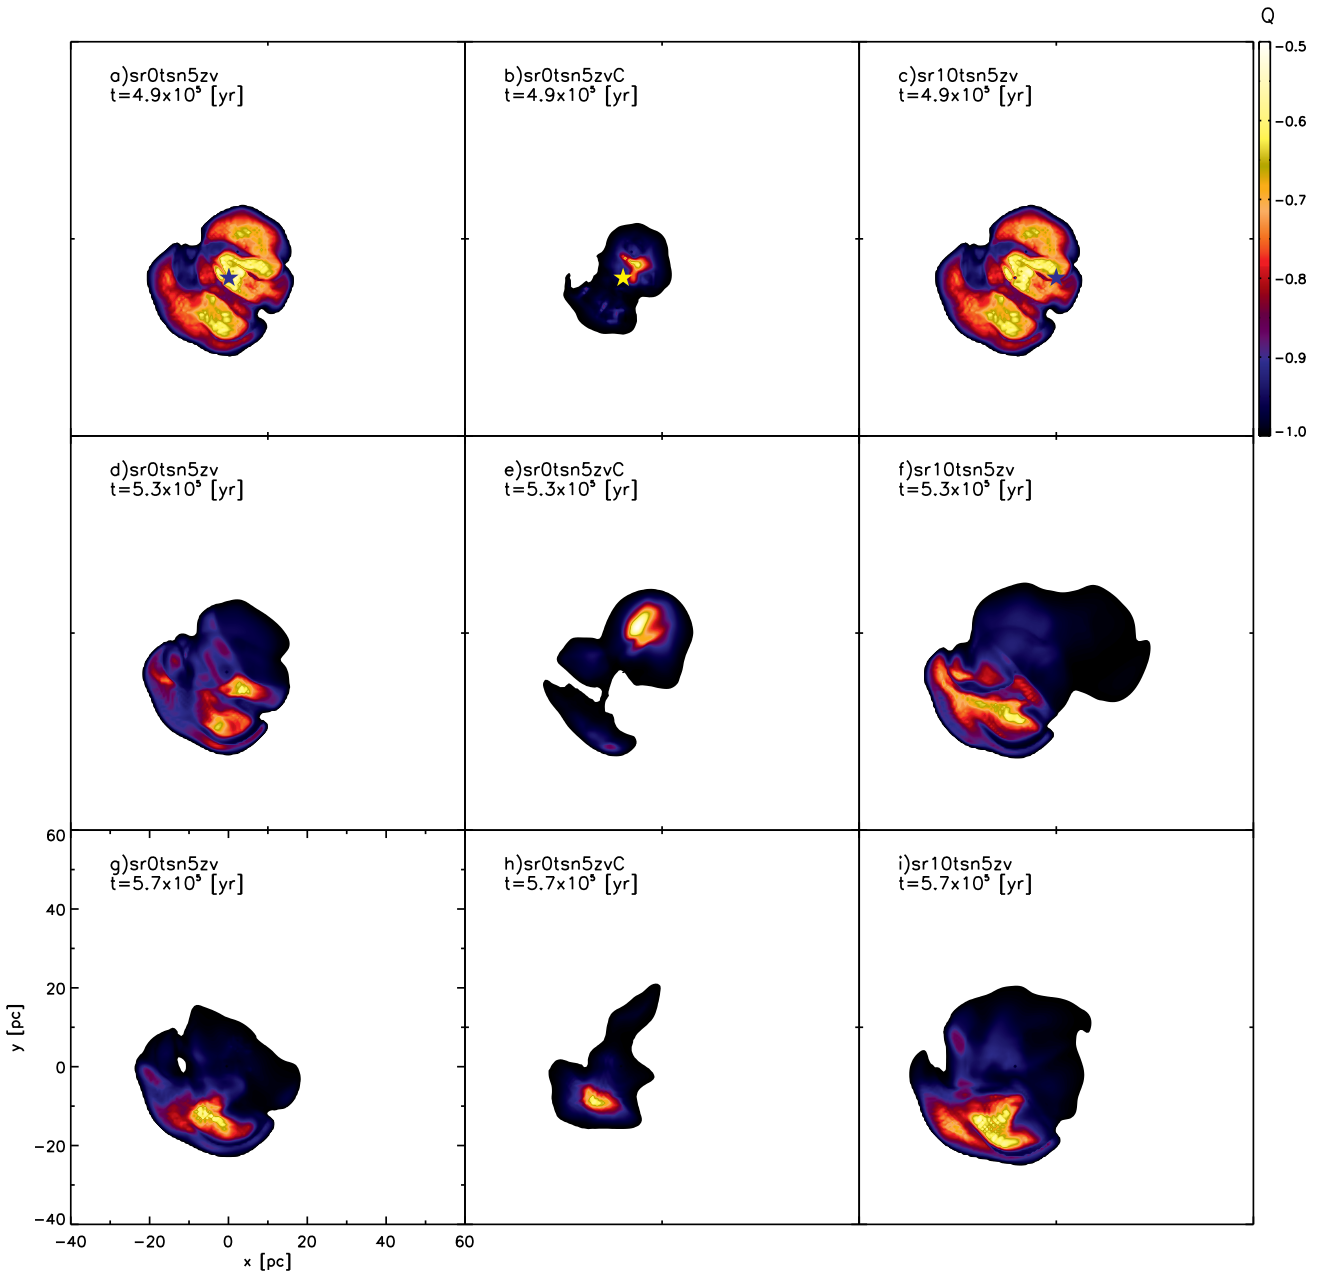 Q
a)sr0tsn5zv
t=4.9x10⁵ [yr]
b)sr0tsn5zvC
t=4.9x10⁵ [yr]
c)sr10tsn5zv
t=4.9x10⁵ [yr]
-0.5
-0.6
-0.7
-0.8
-0.9
-1.0
d)sr0tsn5zv
t=5.3x10⁵ [yr]
e)sr0tsn5zvC
t=5.3x10⁵ [yr]
f)sr10tsn5zv
t=5.3x10⁵ [yr]
g)sr0tsn5zv
t=5.7x10⁵ [yr]
h)sr0tsn5zvC
t=5.7x10⁵ [yr]
i)sr10tsn5zv
t=5.7x10⁵ [yr]
60
40
20
0
-20
-40
y [pc]
-40 -20 0 20 40 60
x [pc]